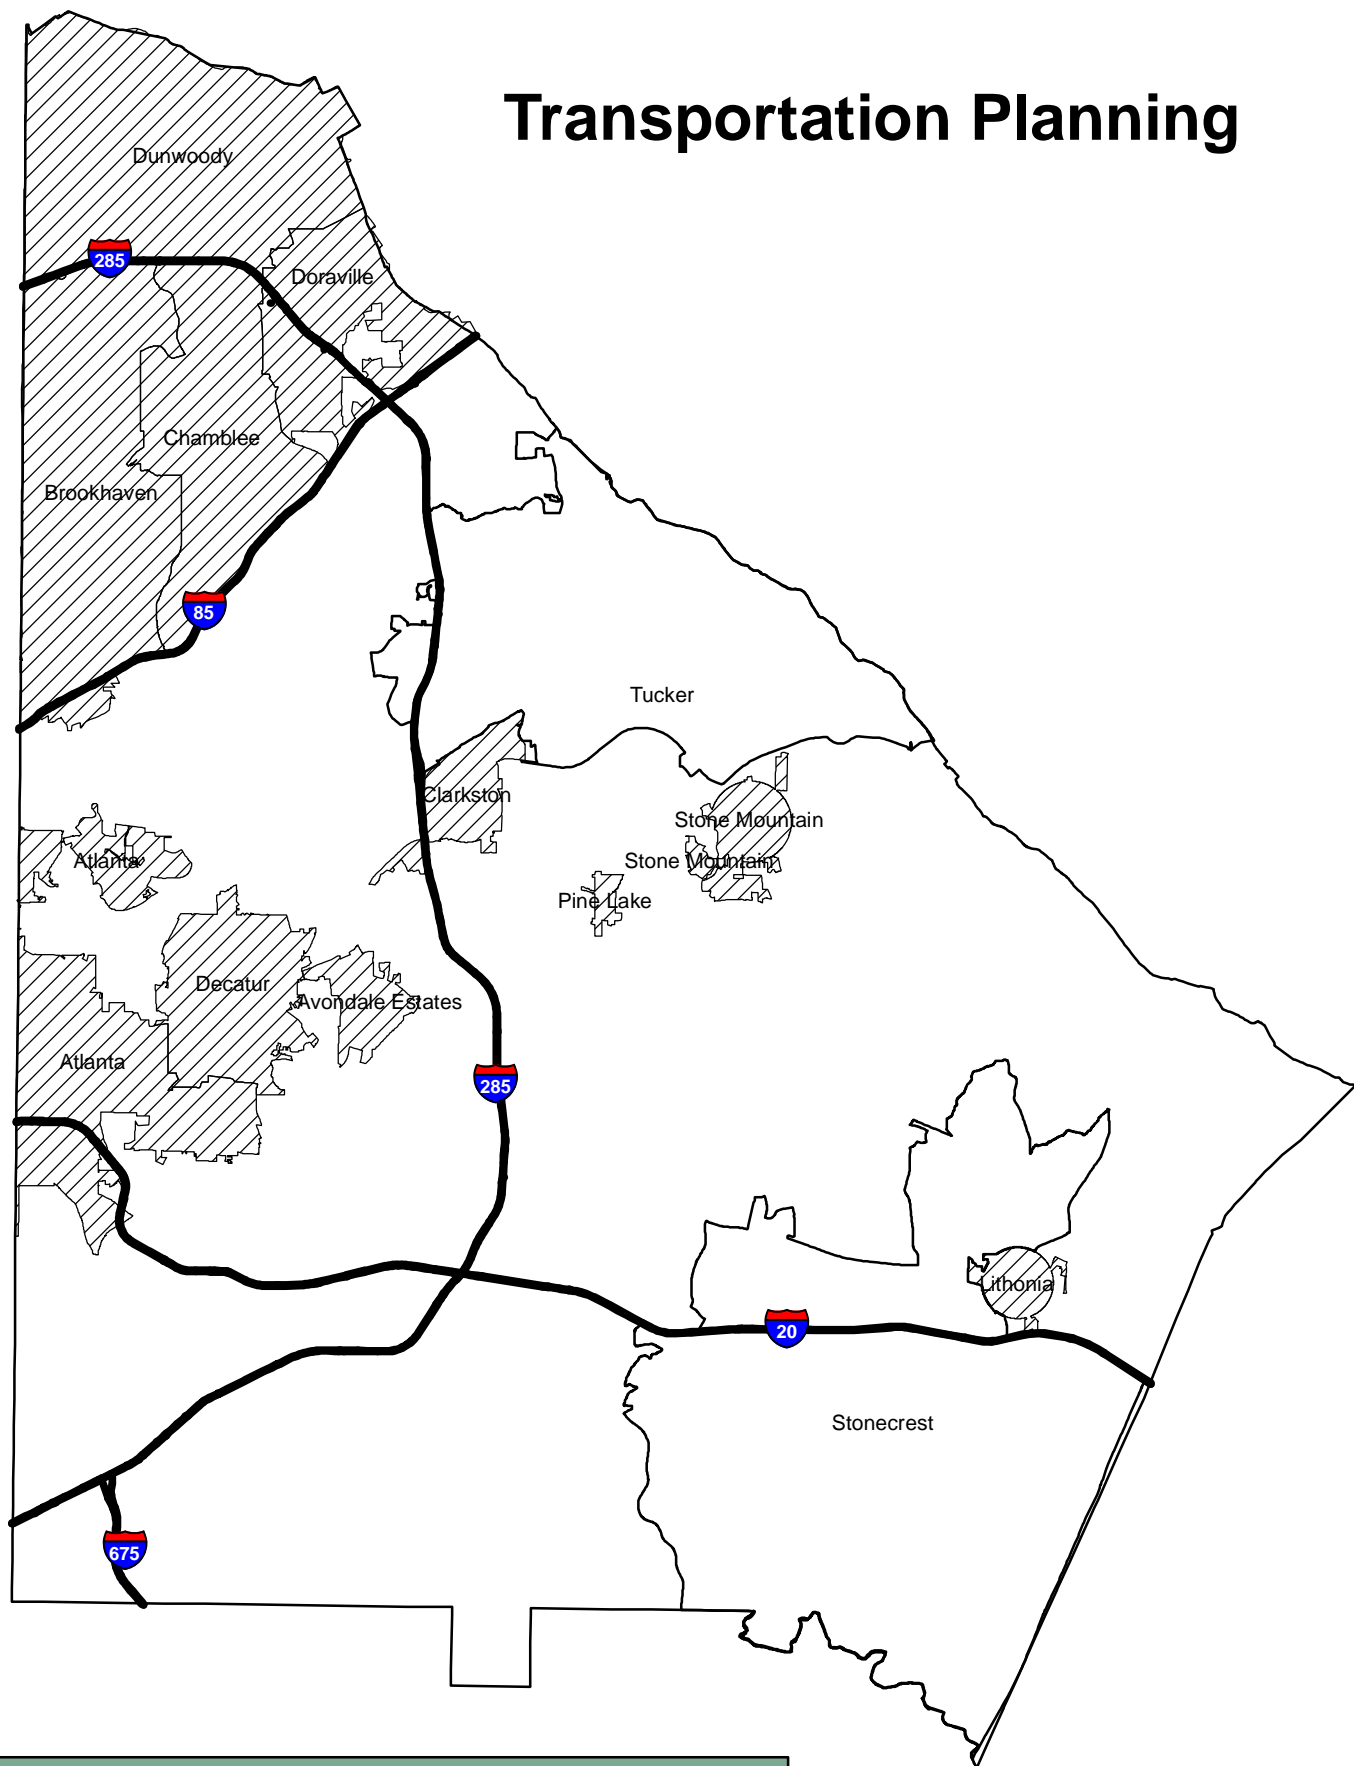 Transportation Planning
Dunwoody
285
Doraville
Chamblee
Brookhaven
85
Tucker
Clarkston
Stone Mountain
Atlanta
Stone Mountain
Pine Lake
Decatur
Avondale Estates
Atlanta
285
Lithonia
20
Stonecrest
675